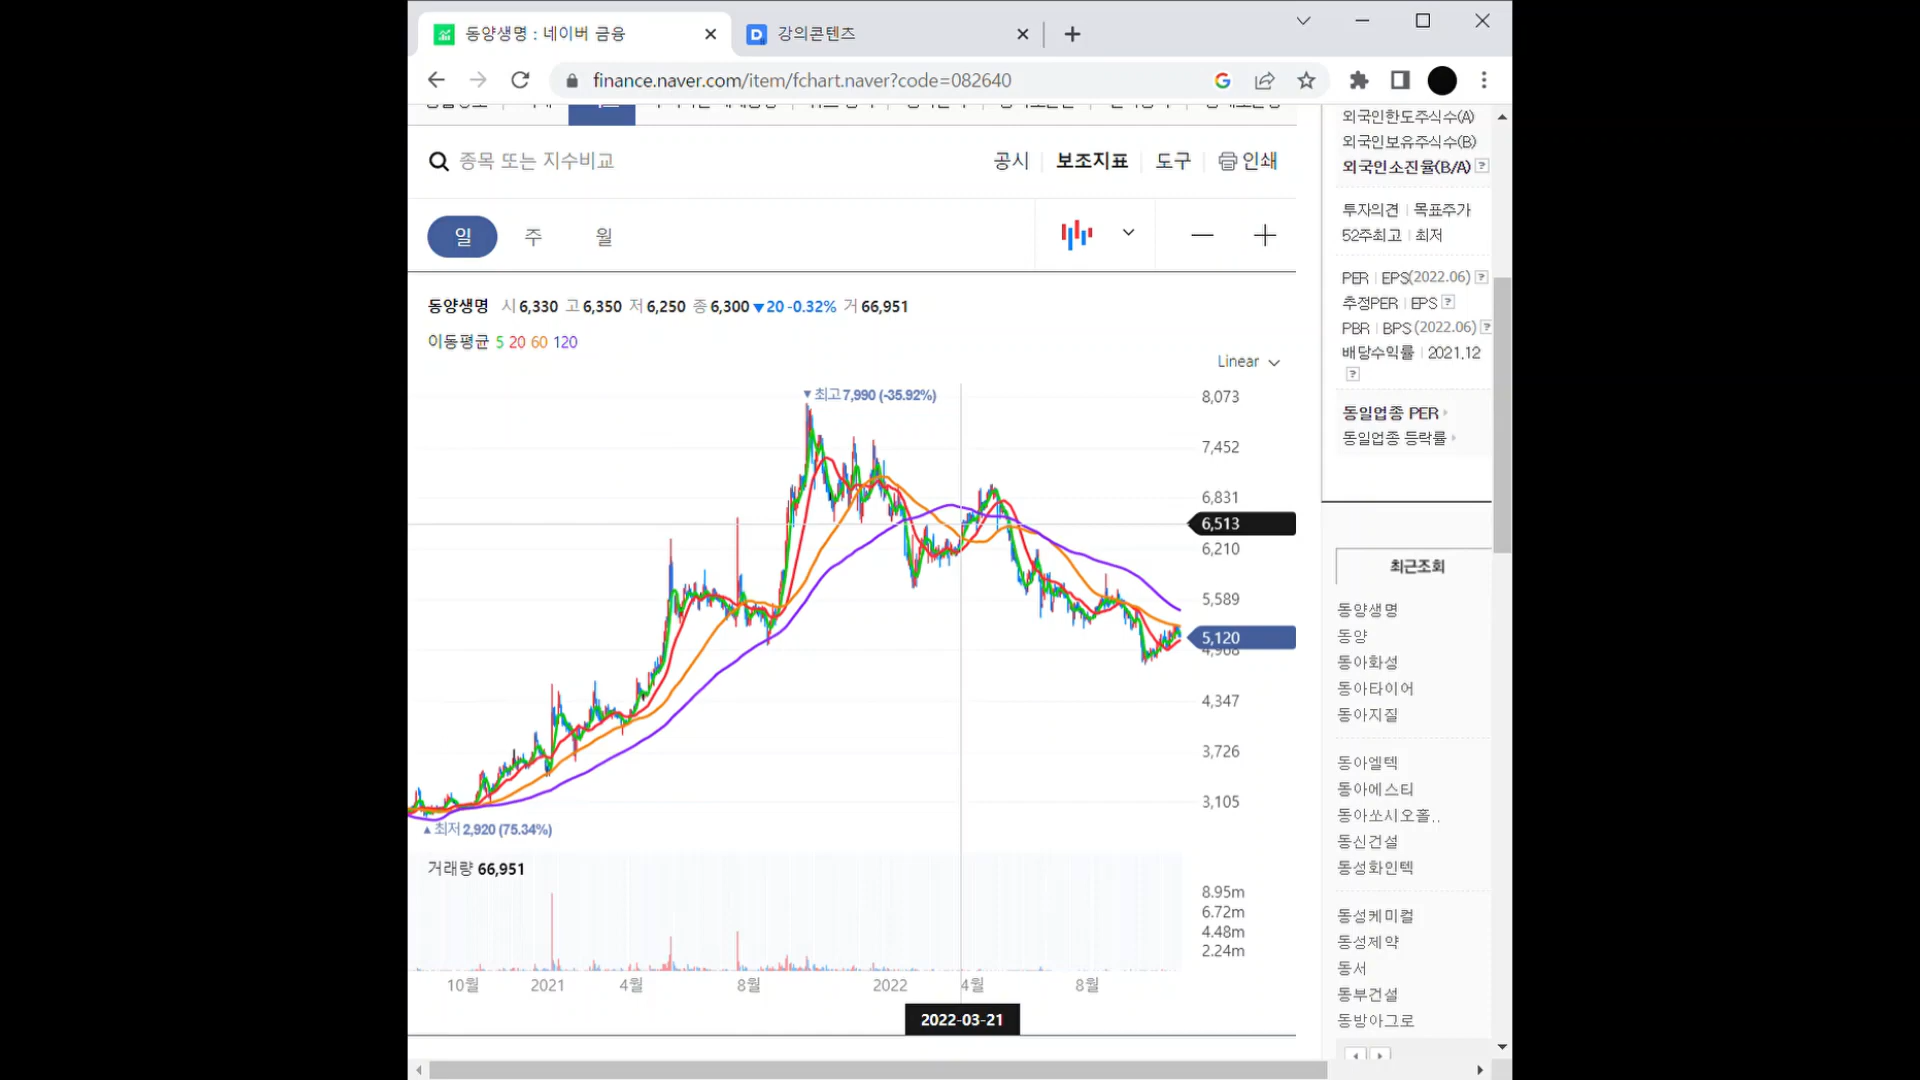 동양생명 : 네이버 금융
강의콘텐츠
finance.naver.com/item/fchart.naver?code=082640
종목 또는 지수비교
공시 보조지표 도구 인쇄
일 주 월
동양생명 시 6,330 고 6,350 저 6,250 종 6,300 ▼20 -0.32% 거 66,951
이동평균 5 20 60 120
Linear
▼최고 7,990 (-35.92%)
8,073
7,452
6,831
6,513
6,210
5,589
5,120
4,968
4,347
3,726
3,105
▲최저 2,920 (75.34%)
거래량 66,951
8.95m
6.72m
4.48m
2.24m
10월 2021 4월 8월 2022 4월 8월
2022-03-21
외국인한도주식수(A)
외국인보유주식수(B)
외국인소진율(B/A) ?
투자의견 | 목표주가
52주최고 | 최저
PER | EPS(2022.06) ?
추정PER | EPS ?
PBR | BPS (2022.06) ?
배당수익률 | 2021.12
?
동일업종 PER
동일업종 등락률
최근조회
동양생명
동양
동아화성
동아타이어
동아지질
동아엘텍
동아에스티
동아쏘시오홀..
동신건설
동성화인텍
동성케미컬
동성제약
동서
동부건설
동방아그로